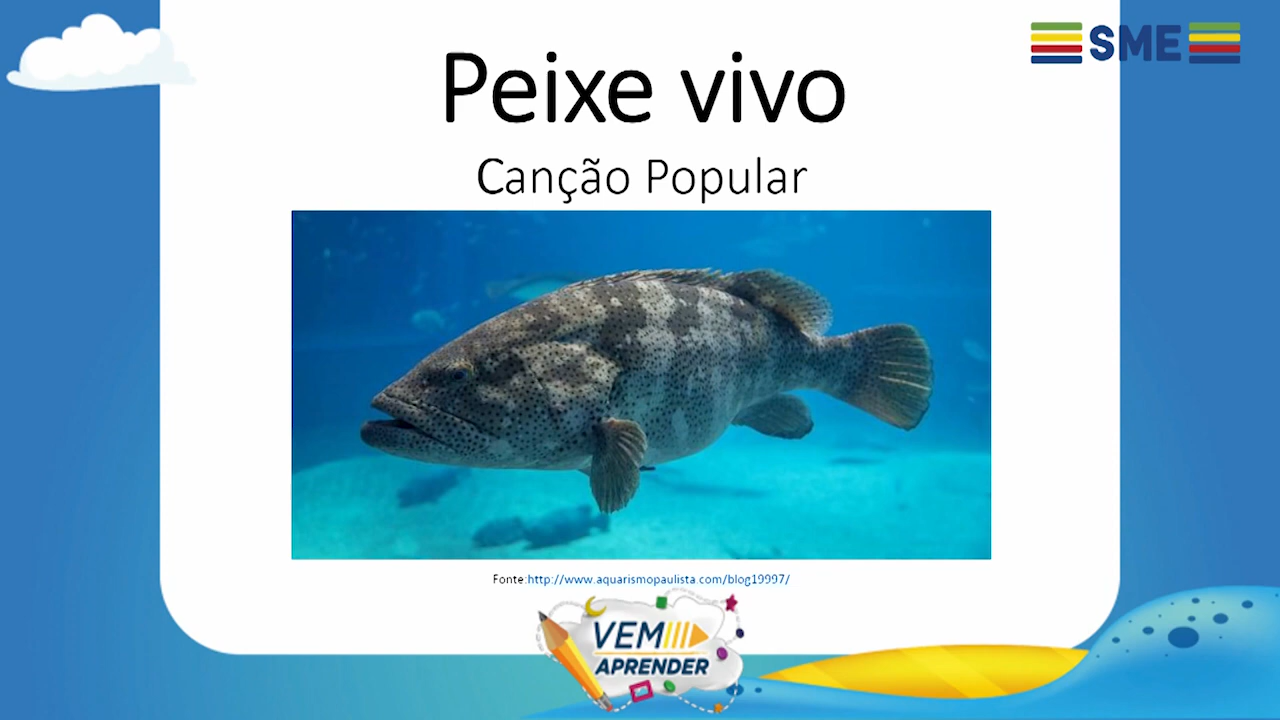 SME
Peixe vivo
Canção Popular
Fonte:http://www.aquarismopaulista.com/blog19997/
VEM
APRENDER